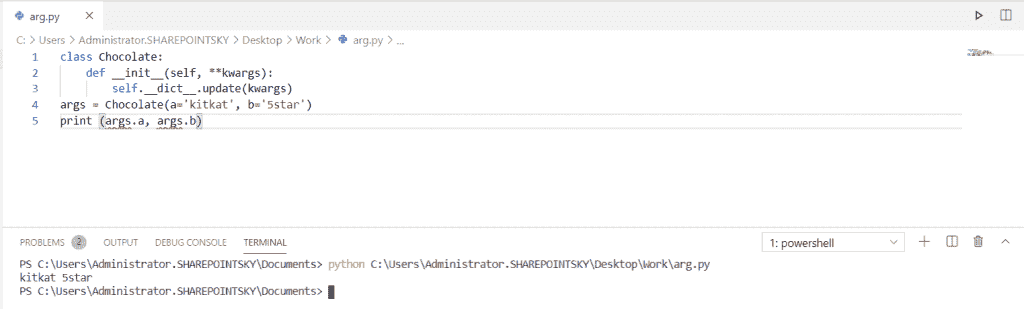 arg.py
C: > Users > Administrator.SHAREPOINTSKY > Desktop > Work > arg.py > ...
1 class Chocolate:
2     def __init__(self, **kwargs):
3         self.__dict__.update(kwargs)
4 args = Chocolate(a='kitkat', b='5star')
5 print (args.a, args.b)
PROBLEMS 2 OUTPUT DEBUG CONSOLE TERMINAL 1: powershell
PS C:\Users\Administrator.SHAREPOINTSKY\Documents> python C:\Users\Administrator.SHAREPOINTSKY\Desktop\Work\arg.py
kitkat 5star
PS C:\Users\Administrator.SHAREPOINTSKY\Documents>